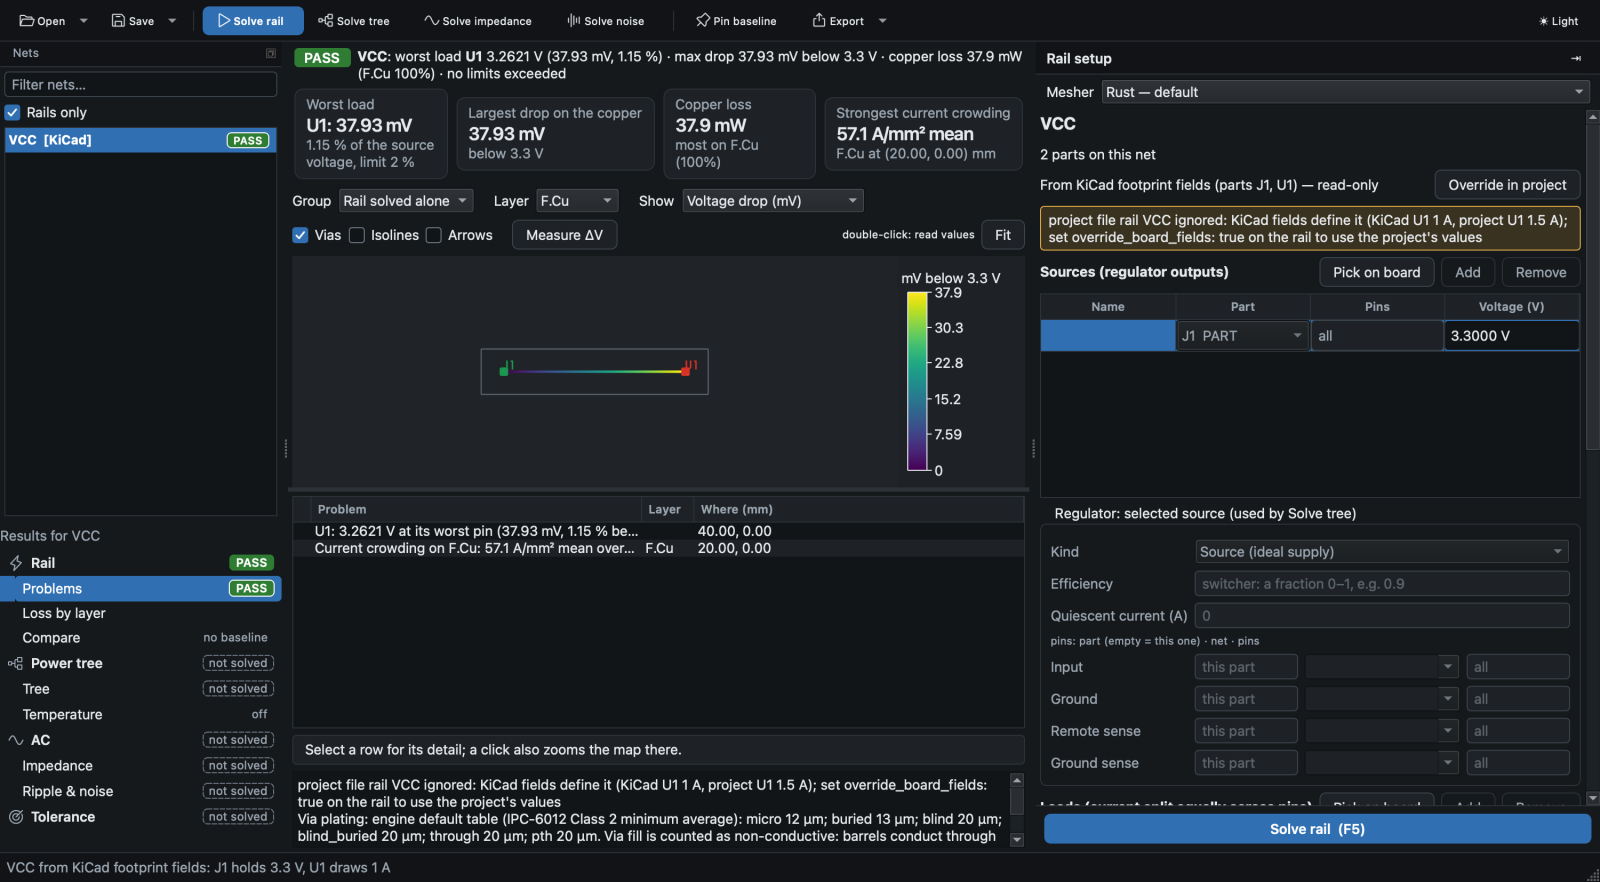 Open
Save
Solve rail
Solve tree
Solve impedance
Solve noise
Pin baseline
Export
Light
Nets
Filter nets...
Rails only
VCC [KiCad] PASS
Results for VCC
Rail PASS
Problems PASS
Loss by layer
Compare no baseline
Power tree not solved
Tree not solved
Temperature off
AC not solved
Impedance not solved
Ripple & noise not solved
Tolerance not solved
PASS VCC: worst load U1 3.2621 V (37.93 mV, 1.15 %) · max drop 37.93 mV below 3.3 V · copper loss 37.9 mW
(F.Cu 100%) · no limits exceeded
Worst load
U1: 37.93 mV
1.15 % of the source
voltage, limit 2 %
Largest drop on the copper
37.93 mV
below 3.3 V
Copper loss
37.9 mW
most on F.Cu
(100%)
Strongest current crowding
57.1 A/mm² mean
F.Cu at (20.00, 0.00) mm
Group Rail solved alone Layer F.Cu Show Voltage drop (mV)
Vias Isolines Arrows Measure ΔV double-click: read values Fit
mV below 3.3 V
37.9
30.3
22.8
15.2
7.59
0
J1 U1
Problem Layer Where (mm)
U1: 3.2621 V at its worst pin (37.93 mV, 1.15 % be... 40.00, 0.00
Current crowding on F.Cu: 57.1 A/mm² mean over... F.Cu 20.00, 0.00
Select a row for its detail; a click also zooms the map there.
project file rail VCC ignored: KiCad fields define it (KiCad U1 1 A, project U1 1.5 A); set override_board_fields:
true on the rail to use the project's values
Via plating: engine default table (IPC-6012 Class 2 minimum average): micro 12 µm; buried 13 µm; blind 20 µm;
blind_buried 20 µm; through 20 µm; pth 20 µm. Via fill is counted as non-conductive: barrels conduct through
Rail setup
Mesher Rust — default
VCC
2 parts on this net
From KiCad footprint fields (parts J1, U1) — read-only Override in project
project file rail VCC ignored: KiCad fields define it (KiCad U1 1 A, project U1 1.5 A);
set override_board_fields: true on the rail to use the project's values
Sources (regulator outputs) Pick on board Add Remove
Name Part Pins Voltage (V)
J1 PART all 3.3000 V
Regulator: selected source (used by Solve tree)
Kind Source (ideal supply)
Efficiency switcher: a fraction 0–1, e.g. 0.9
Quiescent current (A) 0
pins: part (empty = this one) · net · pins
Input this part all
Ground this part all
Remote sense this part all
Ground sense this part all
Loads (current split equally across pins) Pick on board Add Remove
Solve rail (F5)
VCC from KiCad footprint fields: J1 holds 3.3 V, U1 draws 1 A